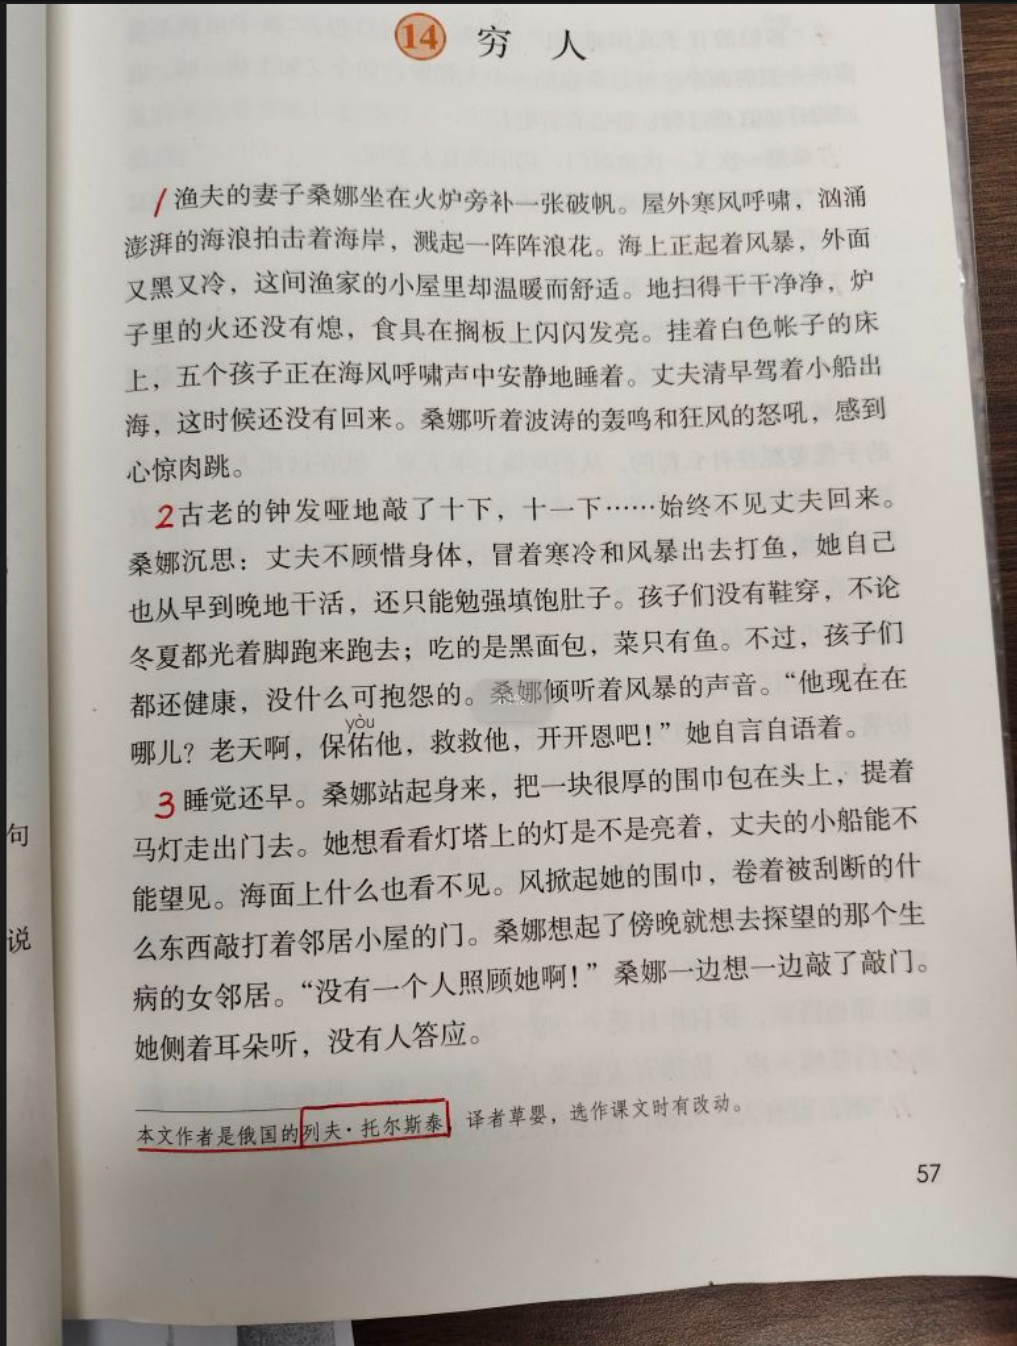 14 穷人
1 渔夫的妻子桑娜坐在火炉旁补一张破帆。屋外寒风呼啸，汹涌
澎湃的海浪拍击着海岸，溅起一阵阵浪花。海上正起着风暴，外面
又黑又冷，这间渔家的小屋里却温暖而舒适。地扫得干干净净，炉
子里的火还没有熄，食具在搁板上闪闪发亮。挂着白色帐子的床
上，五个孩子正在海风呼啸声中安静地睡着。丈夫清早驾着小船出
海，这时候还没有回来。桑娜听着波涛的轰鸣和狂风的怒吼，感到
心惊肉跳。
2 古老的钟发哑地敲了十下，十一下……始终不见丈夫回来。
桑娜沉思：丈夫不顾惜身体，冒着寒冷和风暴出去打鱼，她自己
也从早到晚地干活，还只能勉强填饱肚子。孩子们没有鞋穿，不论
冬夏都光着脚跑来跑去；吃的是黑面包，菜只有鱼。不过，孩子们
都还健康，没什么可抱怨的。桑娜倾听着风暴的声音。“他现在在
yòu
哪儿？老天啊，保佑他，救救他，开开恩吧！”她自言自语着。
3 睡觉还早。桑娜站起身来，把一块很厚的围巾包在头上，提着
马灯走出门去。她想看看灯塔上的灯是不是亮着，丈夫的小船能不
能望见。海面上什么也看不见。风掀起她的围巾，卷着被刮断的什
么东西敲打着邻居小屋的门。桑娜想起了傍晚就想去探望的那个生
病的女邻居。“没有一个人照顾她啊！”桑娜一边想一边敲了敲门。
她侧着耳朵听，没有人答应。
本文作者是俄国的列夫·托尔斯泰，译者草婴，选作课文时有改动。
57
句
说